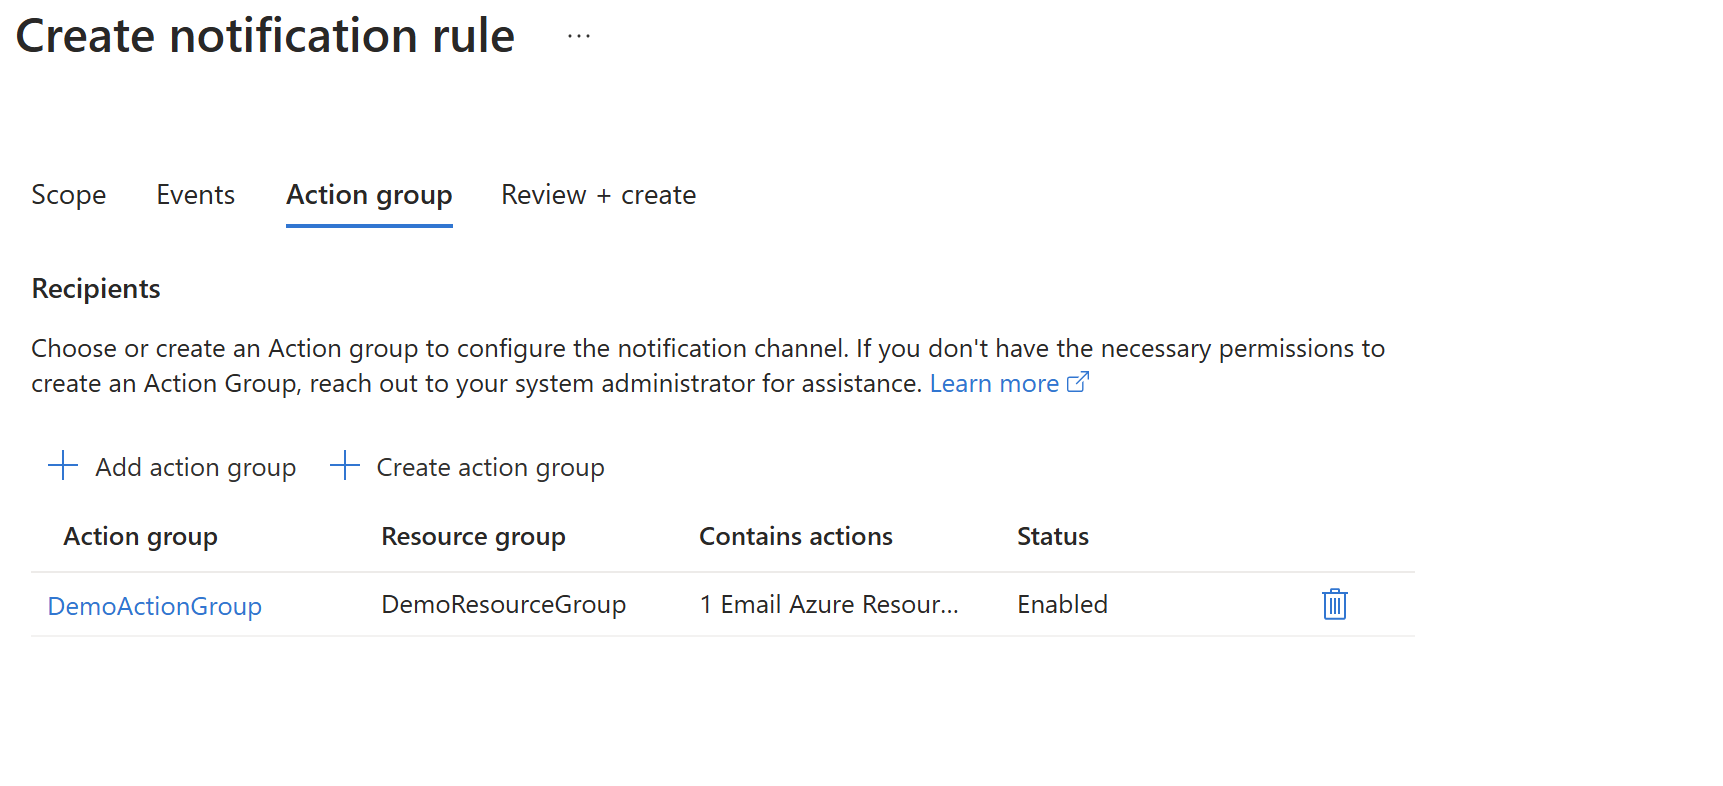 Create notification rule ...
Scope Events Action group Review + create
Recipients
Choose or create an Action group to configure the notification channel. If you don't have the necessary permissions to
create an Action Group, reach out to your system administrator for assistance. Learn more
Add action group Create action group
Action group Resource group Contains actions Status
DemoActionGroup DemoResourceGroup 1 Email Azure Resour... Enabled